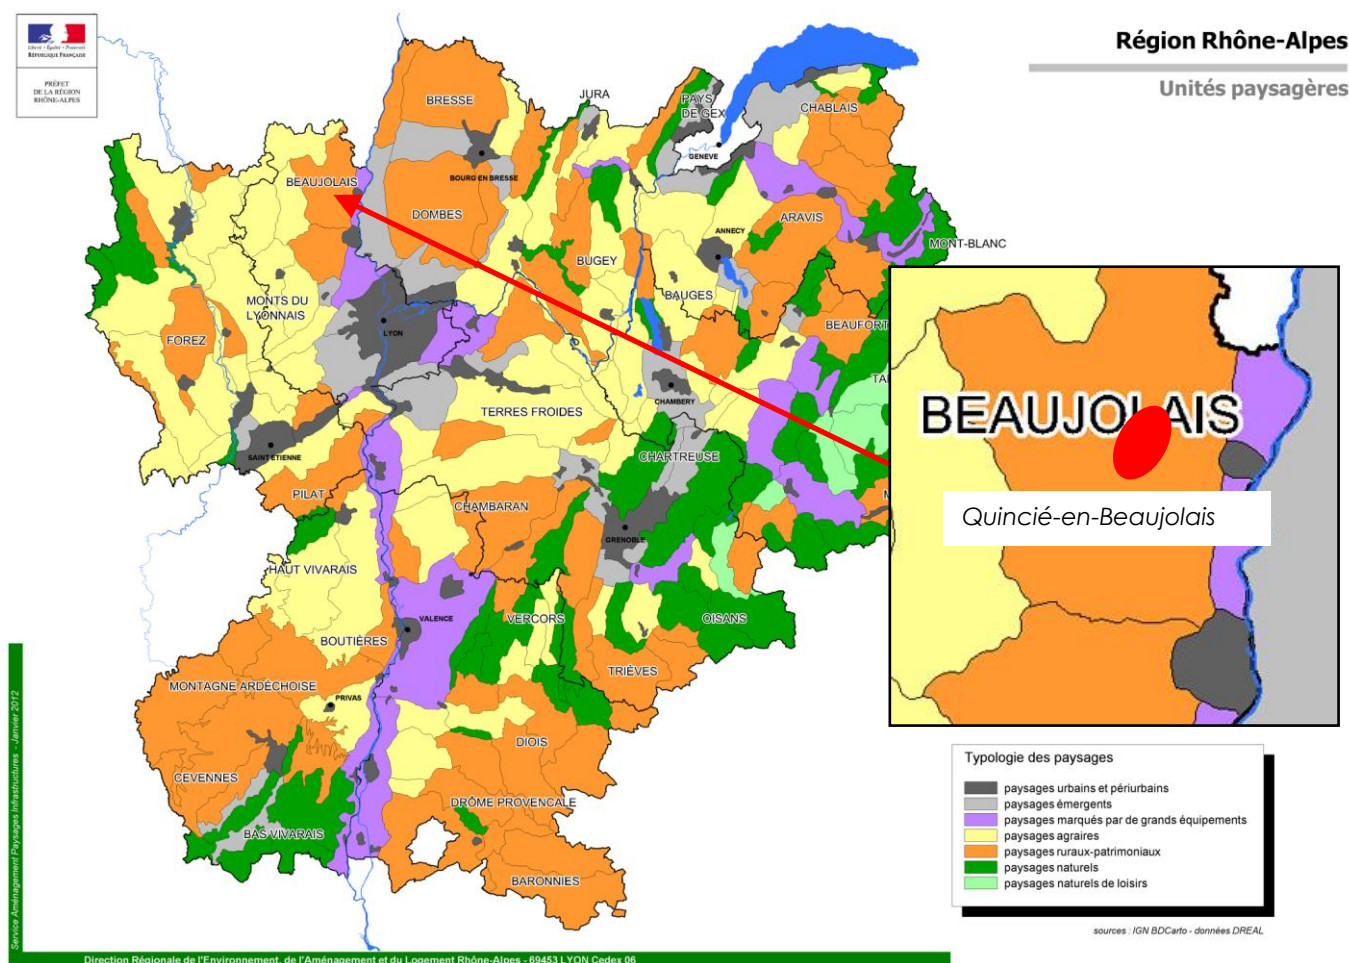 Liberté • Égalité • Fraternité
RÉPUBLIQUE FRANÇAISE
PRÉFET
DE LA RÉGION
RHÔNE-ALPES
Région Rhône-Alpes
Unités paysagères
BRESSE
JURA
PAYS
DE GEX
CHABLAIS
GENEVE
BOURG EN BRESSE
BEAUJOLAIS
DOMBES
ARAVIS
ANNECY
MONT-BLANC
BUGEY
BAUGES
MONTS DU
LYONNAIS
LYON
FOREZ
BEAUFORT
TA
CHAMBERY
TERRES FROIDES
SAINT ETIENNE
CHARTREUSE
PILAT
CHAMBARAN
M
GRENOBLE
HAUT VIVARAIS
VALENCE
VERCORS
OISANS
BOUTIÈRES
TRIÈVES
MONTAGNE ARDÉCHOISE
PRIVAS
DIOIS
CEVENNES
DRÔME PROVENCALE
BAS VIVARAIS
BARONNIES
BEAUJOLAIS
Quincié-en-Beaujolais
Typologie des paysages
paysages urbains et périurbains
paysages émergents
paysages marqués par de grands équipements
paysages agraires
paysages ruraux-patrimoniaux
paysages naturels
paysages naturels de loisirs
sources : IGN BDCarto - données DREAL
Service Aménagement Paysages Infrastructures - Janvier 2012
Direction Régionale de l'Environnement, de l'Aménagement et du Logement Rhône-Alpes - 69453 LYON Cedex 06